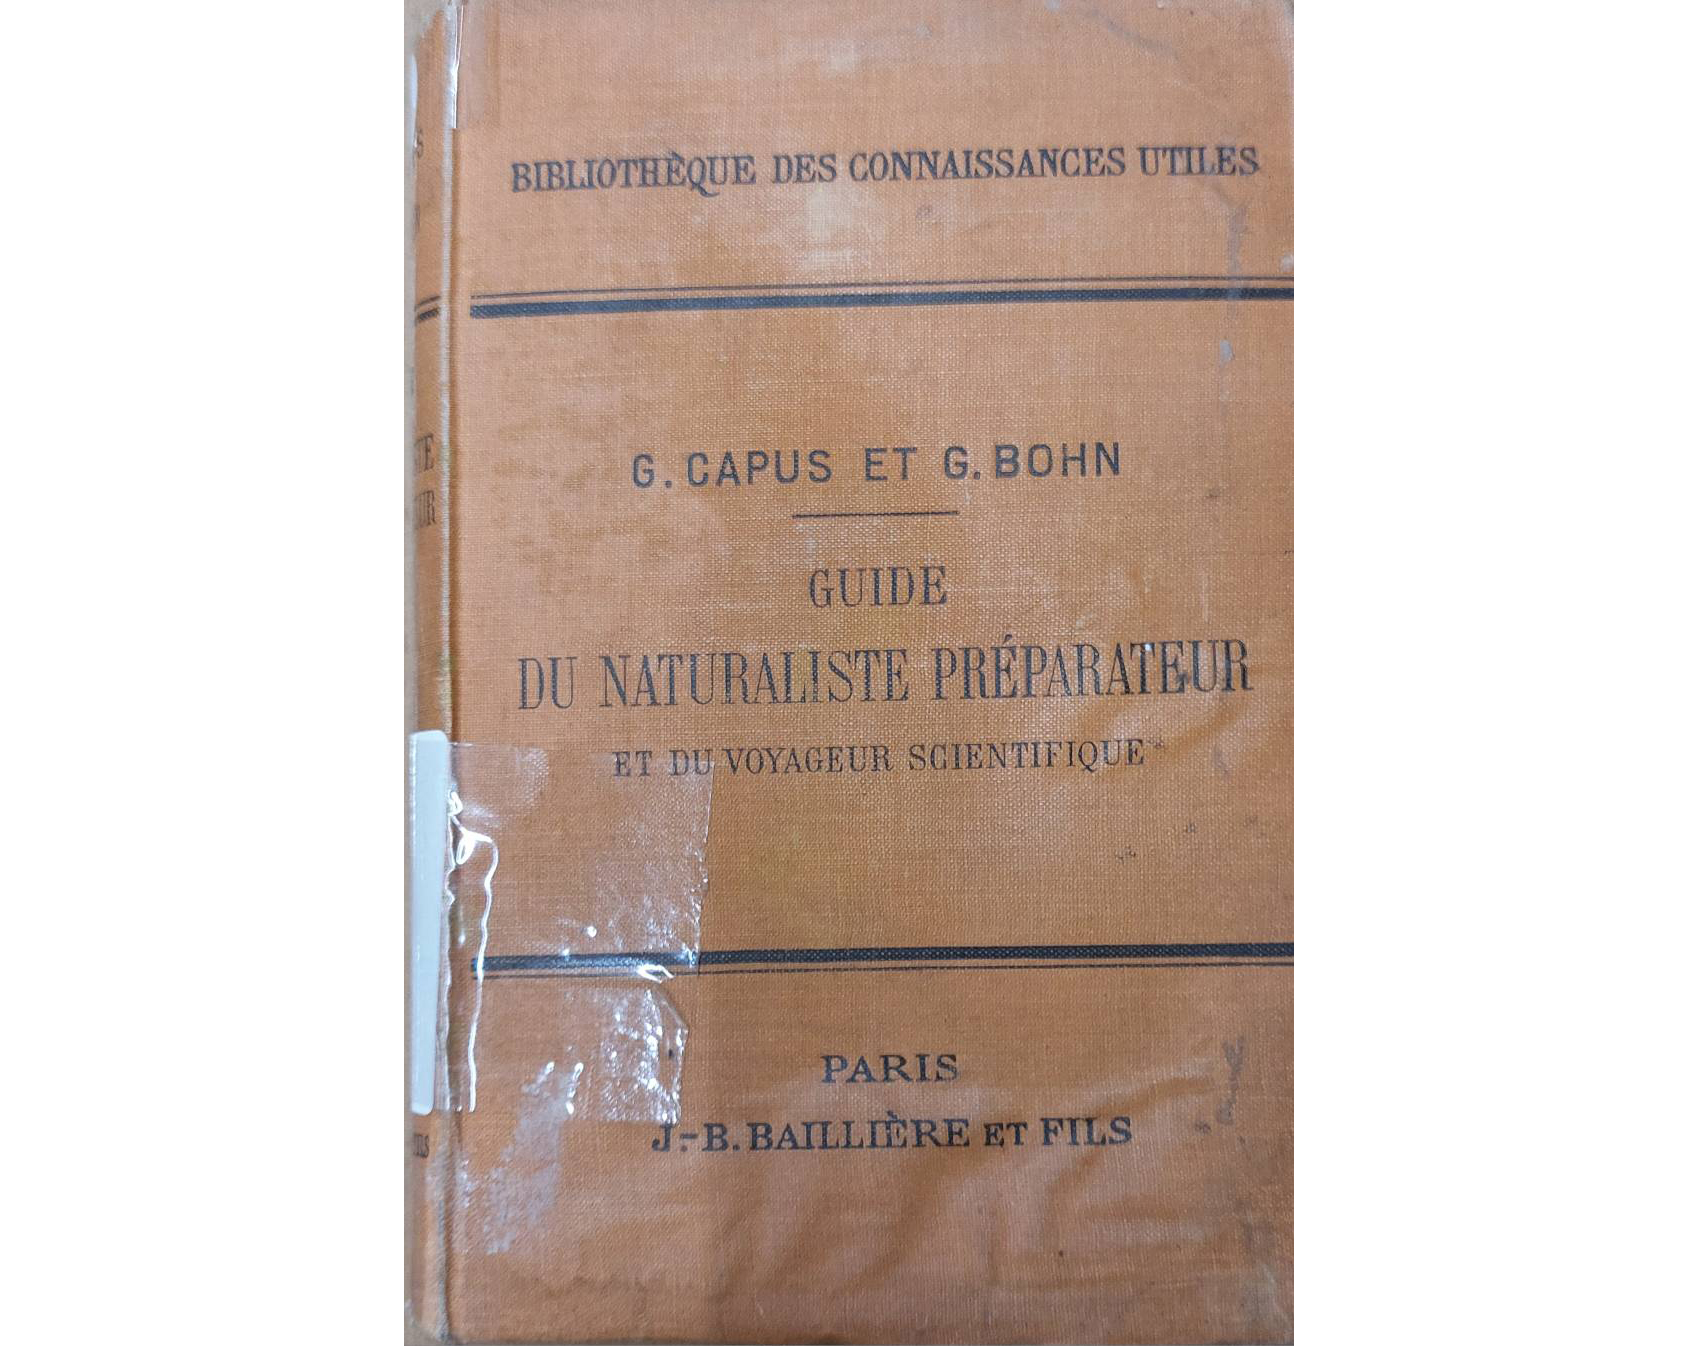 BIBLIOTHÈQUE DES CONNAISSANCES UTILES
G. CAPUS ET G. BOHN
GUIDE
DU NATURALISTE PRÉPARATEUR
ET DU VOYAGEUR SCIENTIFIQUE
PARIS
J.-B. BAILLIÈRE ET FILS